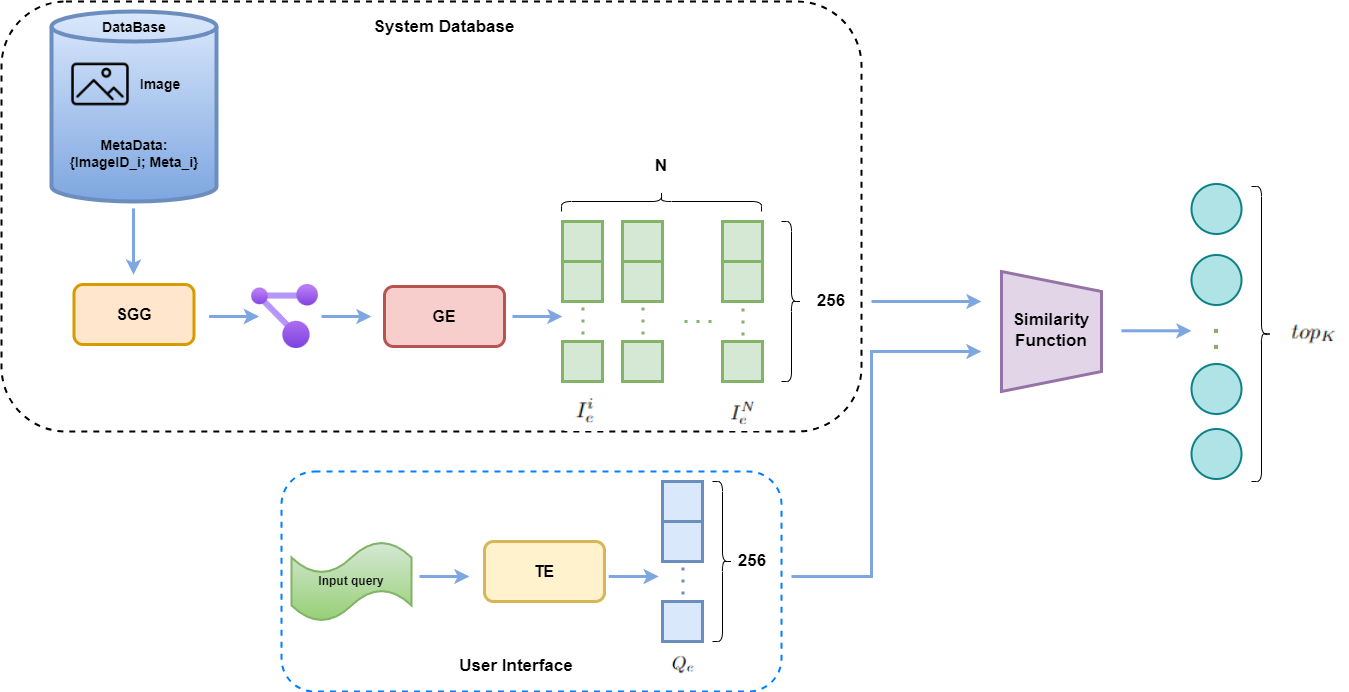 System Database
DataBase
Image
MetaData:
{ImageID_i; Meta_i}
SGG
GE
N
256
I_e^i
I_e^N
Similarity
Function
top_K
Input query
TE
256
Q_e
User Interface